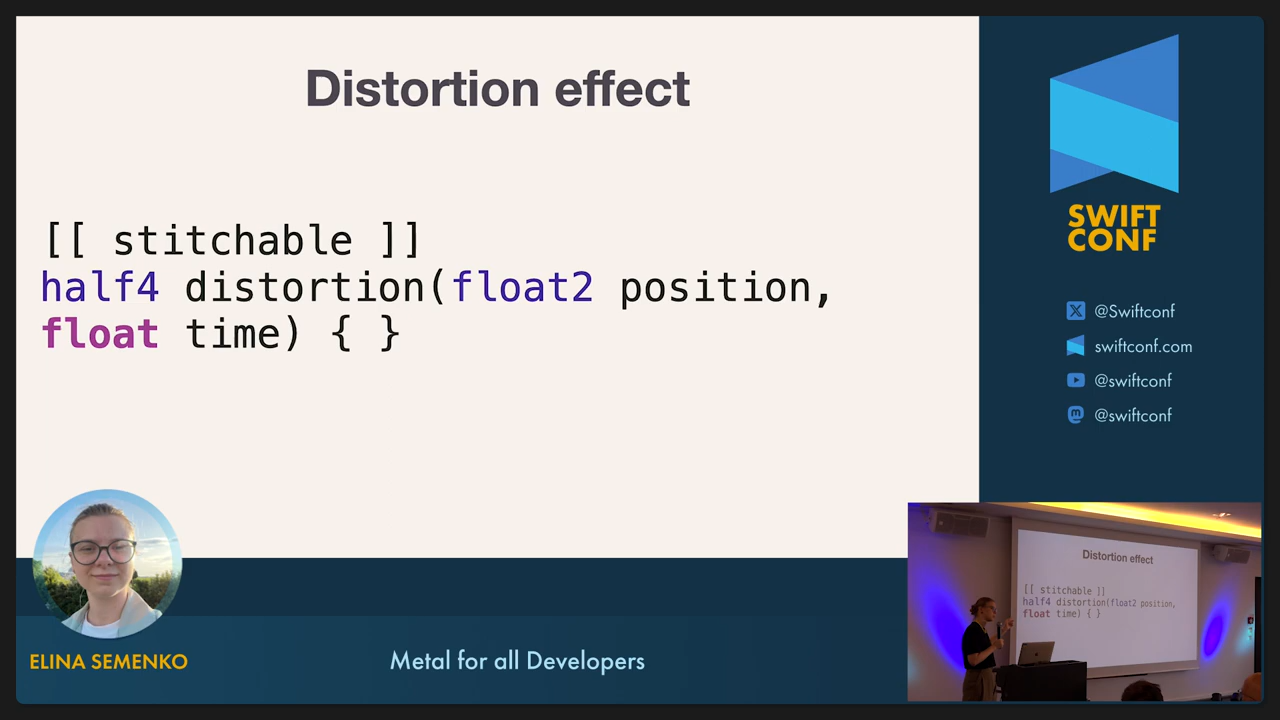 Distortion effect
[[ stitchable ]]
half4 distortion(float2 position,
float time) { }
SWIFT
CONF
@Swiftconf
swiftconf.com
@swiftconf
@swiftconf
ELINA SEMENKO
Metal for all Developers
Distortion effect
[[ stitchable ]]
half4 distortion(float2 position,
float time) { }